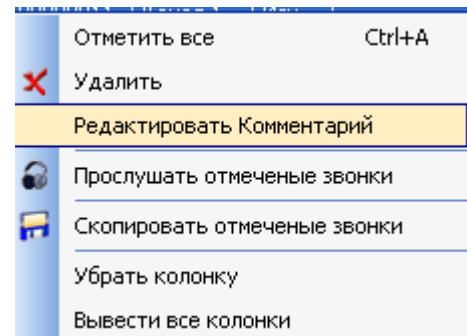 Отметить все Ctrl+A
Удалить
Редактировать Комментарий
Прослушать отмеченые звонки
Скопировать отмеченые звонки
Убрать колонку
Вывести все колонки